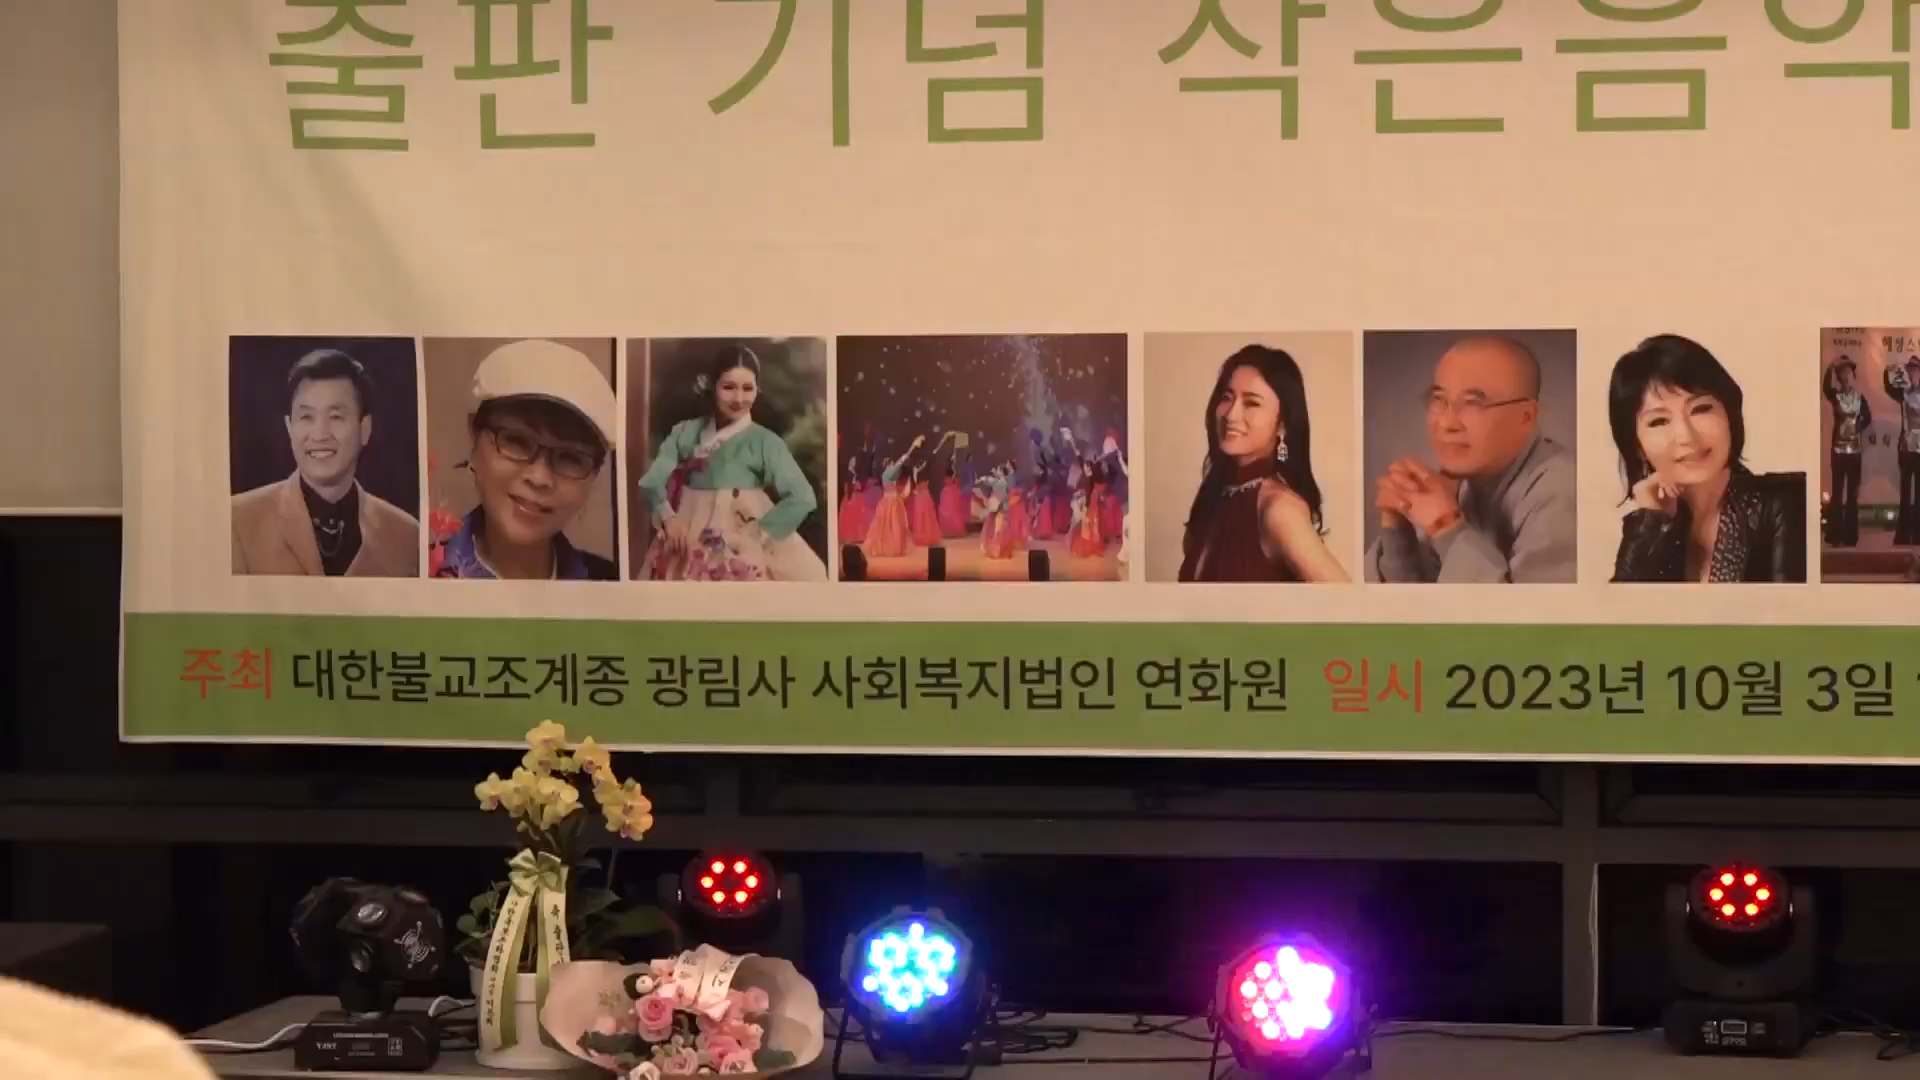 출판 기념 작은음악
주최 대한불교조계종 광림사 사회복지법인 연화원 일시 2023년 10월 3일